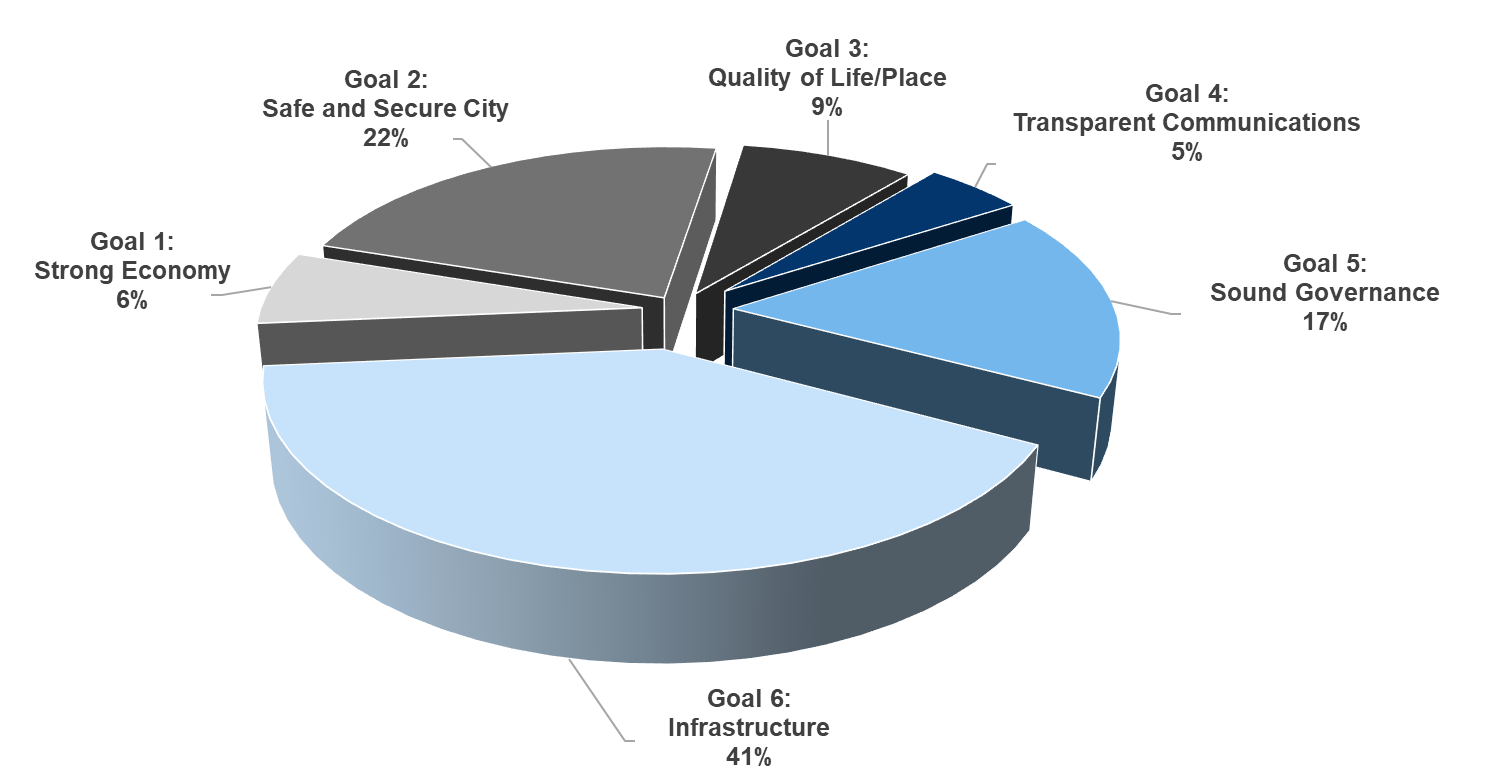 Goal 3:
Quality of Life/Place
9%
Goal 2:
Safe and Secure City
22%
Goal 4:
Transparent Communications
5%
Goal 1:
Strong Economy
6%
Goal 5:
Sound Governance
17%
Goal 6:
Infrastructure
41%